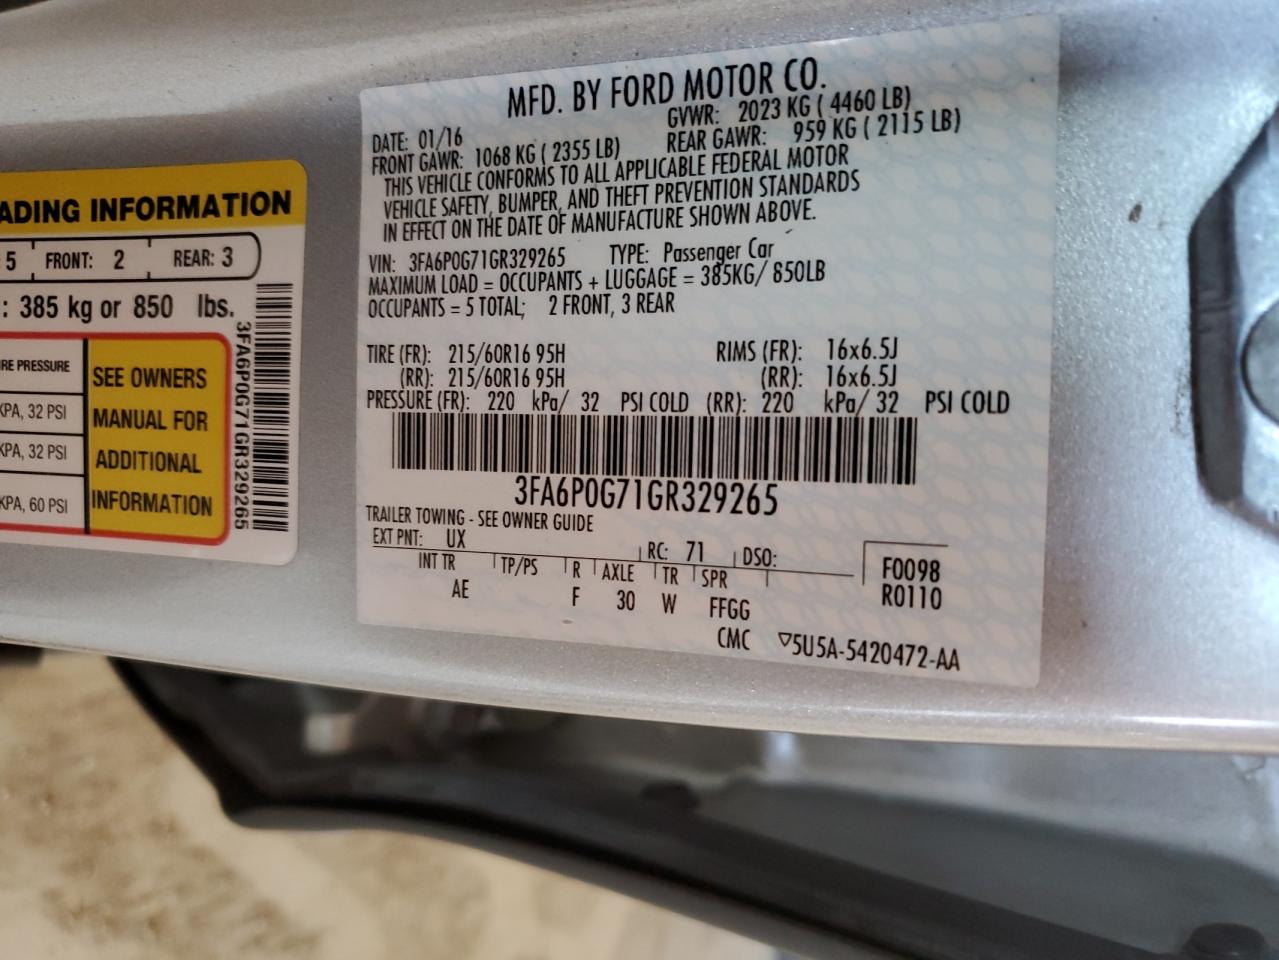 MFD. BY FORD MOTOR CO.
DATE: 01/16 GVWR: 2023 KG ( 4460 LB)
FRONT GAWR: 1068 KG ( 2355 LB) REAR GAWR: 959 KG ( 2115 LB)
THIS VEHICLE CONFORMS TO ALL APPLICABLE FEDERAL MOTOR
VEHICLE SAFETY, BUMPER, AND THEFT PREVENTION STANDARDS
IN EFFECT ON THE DATE OF MANUFACTURE SHOWN ABOVE.
VIN: 3FA6P0G71GR329265 TYPE: Passenger Car
MAXIMUM LOAD = OCCUPANTS + LUGGAGE = 385KG/ 850LB
OCCUPANTS = 5 TOTAL; 2 FRONT, 3 REAR
TIRE (FR): 215/60R16 95H RIMS (FR): 16x6.5J
(RR): 215/60R16 95H (RR): 16x6.5J
PRESSURE (FR): 220 kPa/ 32 PSI COLD (RR): 220 kPa/ 32 PSI COLD
3FA6P0G71GR329265
TRAILER TOWING - SEE OWNER GUIDE
EXT PNT: UX RC: 71 DSO:
INT TR TP/PS R AXLE TR SPR
AE F 30 W FFGG
F0098
R0110
CMC ▽5U5A-5420472-AA
ADING INFORMATION
5 FRONT: 2 REAR: 3
: 385 kg or 850 lbs.
RE PRESSURE
KPA, 32 PSI
KPA, 32 PSI
KPA, 60 PSI
SEE OWNERS
MANUAL FOR
ADDITIONAL
INFORMATION
3FA6P0G71GR329265